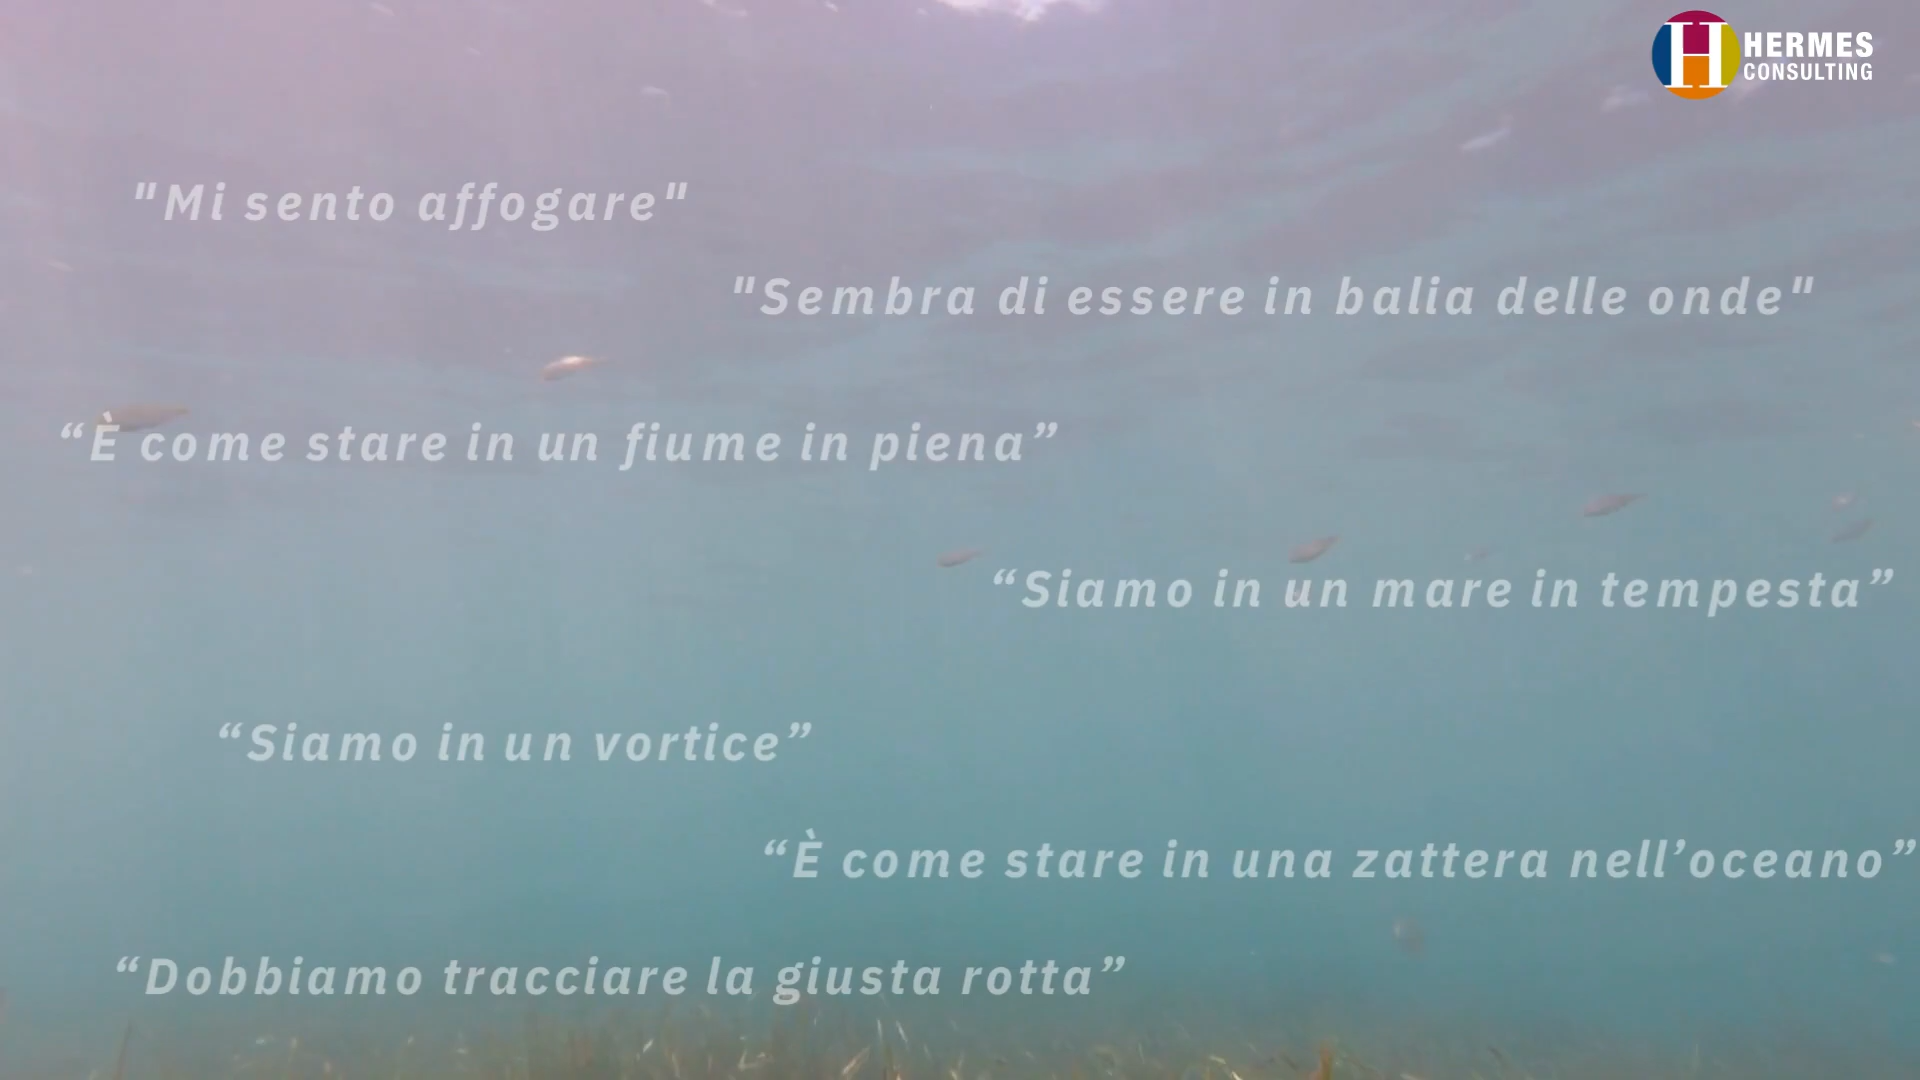 HERMES
CONSULTING
"Mi sento affogare"
"Sembra di essere in balia delle onde"
“È come stare in un fiume in piena”
“Siamo in un mare in tempesta”
“Siamo in un vortice”
“È come stare in una zattera nell’oceano”
“Dobbiamo tracciare la giusta rotta”